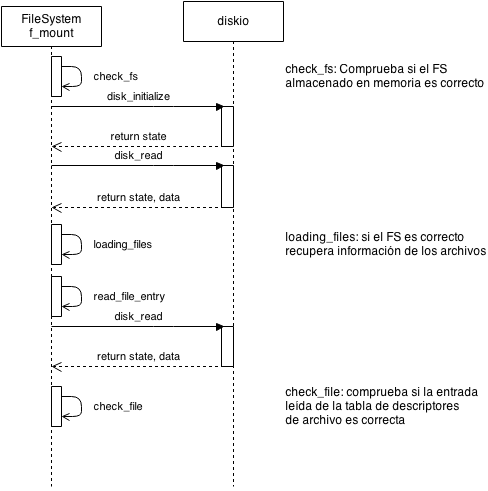 FileSystem
f_mount
diskio
check_fs
check_fs: Comprueba si el FS
almacenado en memoria es correcto
disk_initialize
return state
disk_read
return state, data
loading_files
loading_files: si el FS es correcto
recupera información de los archivos
read_file_entry
disk_read
return state, data
check_file
check_file: comprueba si la entrada
leída de la tabla de descriptores
de archivo es correcta